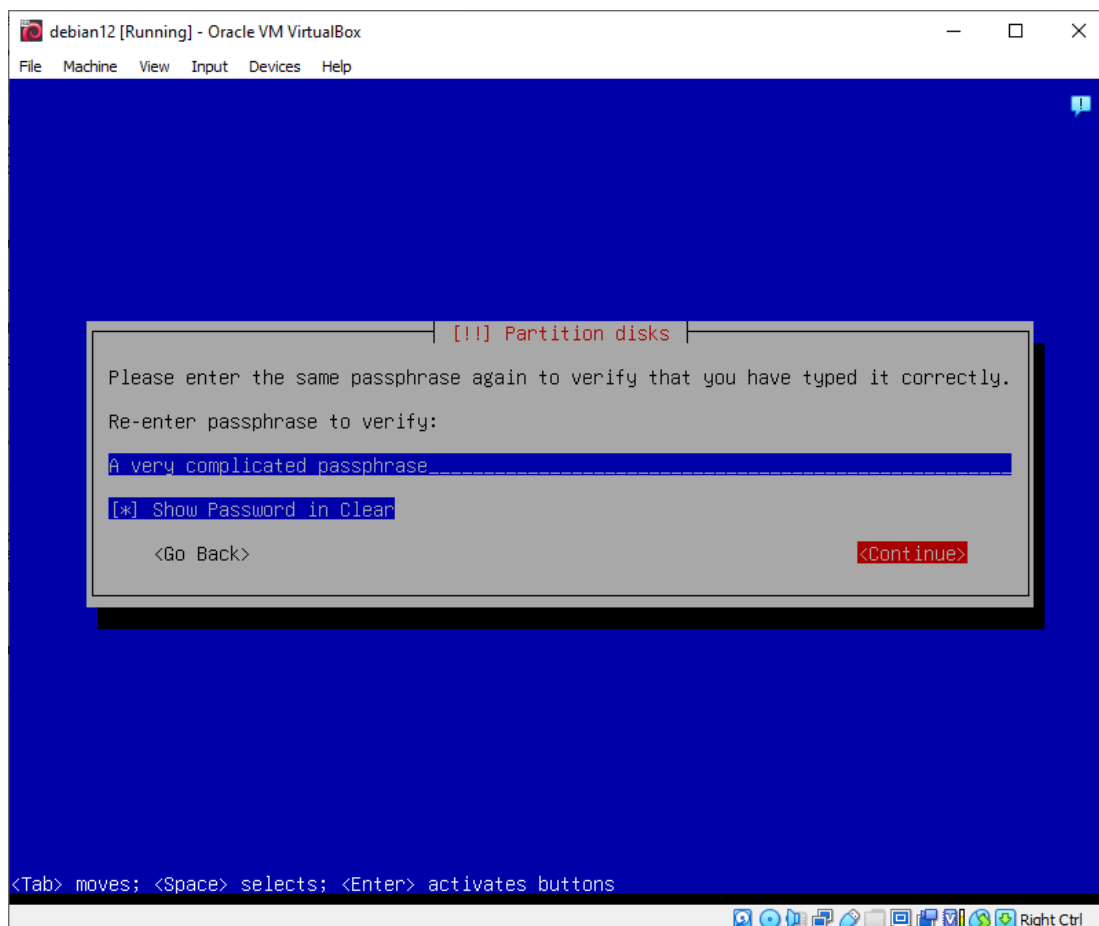 debian12 [Running] - Oracle VM VirtualBox
File Machine View Input Devices Help
[!!] Partition disks
Please enter the same passphrase again to verify that you have typed it correctly.
Re-enter passphrase to verify:
A very complicated passphrase
[*] Show Password in Clear
<Go Back> <Continue>
<Tab> moves; <Space> selects; <Enter> activates buttons
Right Ctrl